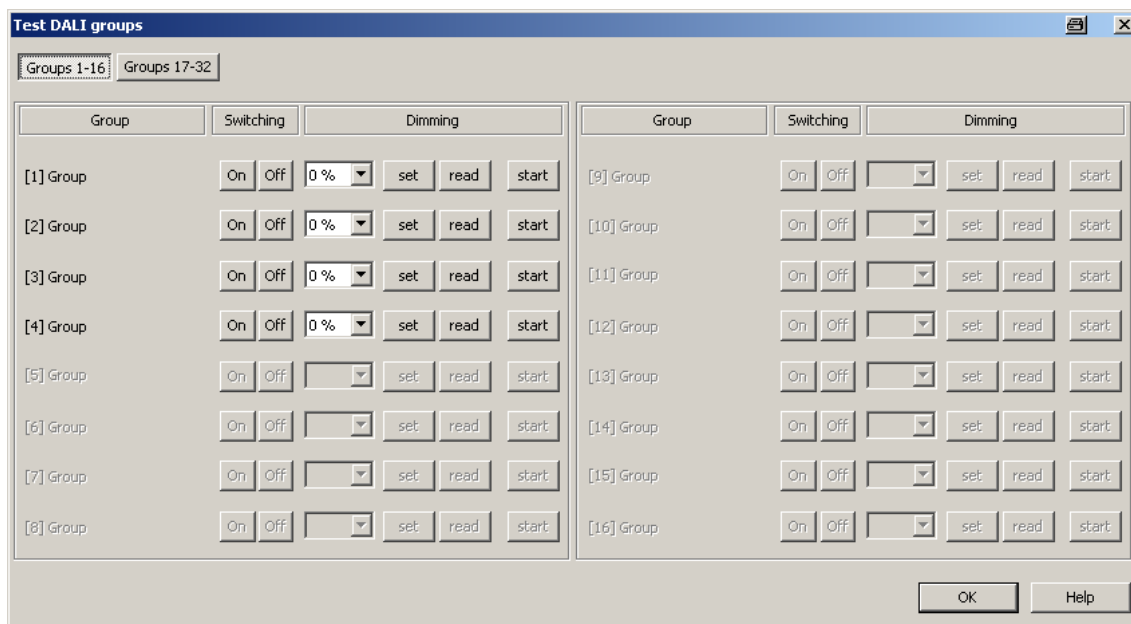 Test DALI groups
Groups 1-16 Groups 17-32
Group Switching Dimming Group Switching Dimming
[1] Group On Off 0 % set read start [9] Group On Off set read start
[2] Group On Off 0 % set read start [10] Group On Off set read start
[3] Group On Off 0 % set read start [11] Group On Off set read start
[4] Group On Off 0 % set read start [12] Group On Off set read start
[5] Group On Off set read start [13] Group On Off set read start
[6] Group On Off set read start [14] Group On Off set read start
[7] Group On Off set read start [15] Group On Off set read start
[8] Group On Off set read start [16] Group On Off set read start
OK Help